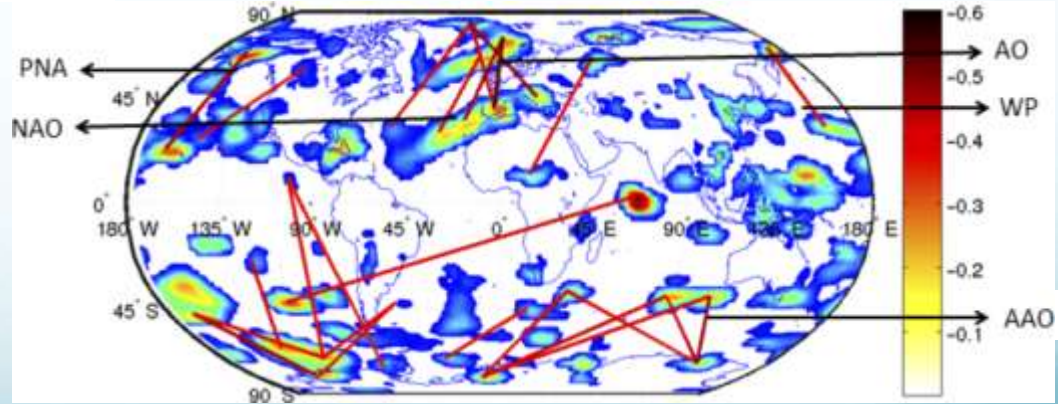 90° N
-0.6
PNA
AO
-0.5
45° N
WP
NAO
-0.4
0°
-0.3
180° W
135° W
90° W
45° W
0°
45° E
90° E
135° E
180° E
-0.2
45° S
AAO
-0.1
90° S